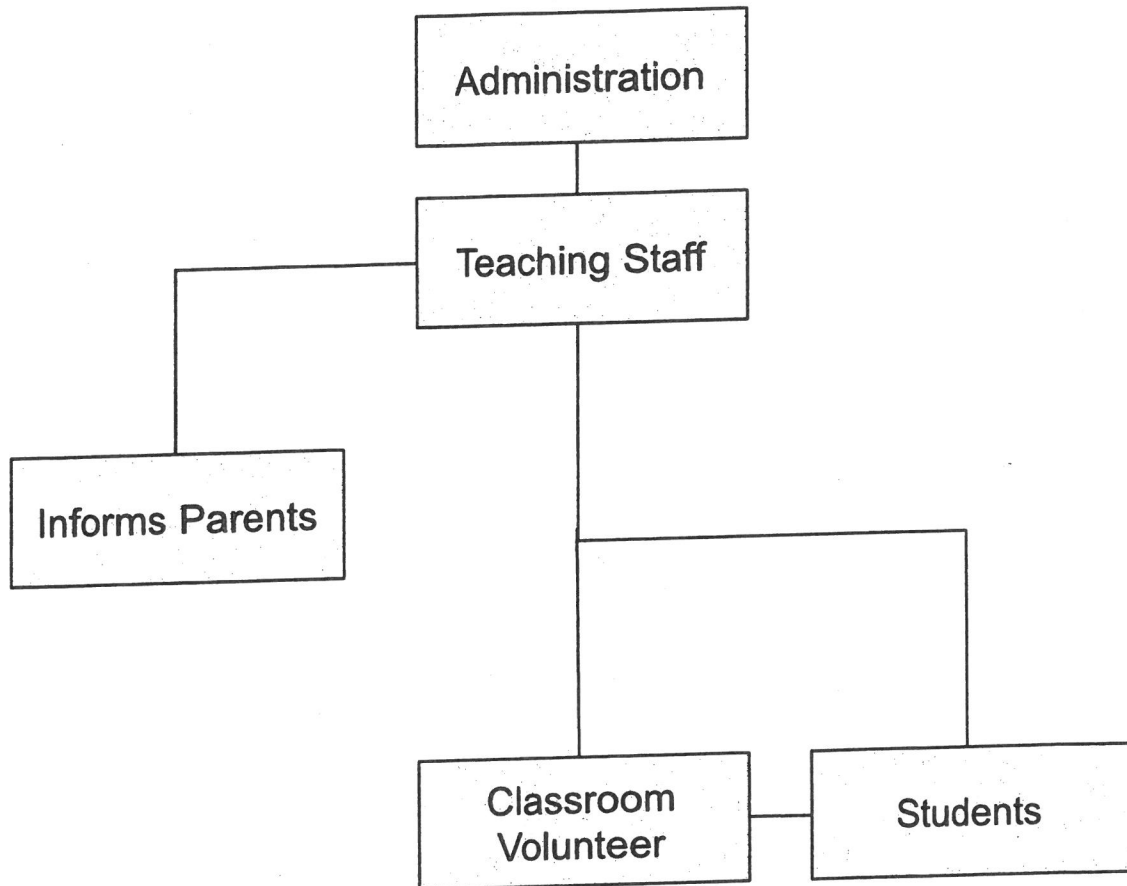 Administration
Teaching Staff
Informs Parents
Classroom
Volunteer
Students